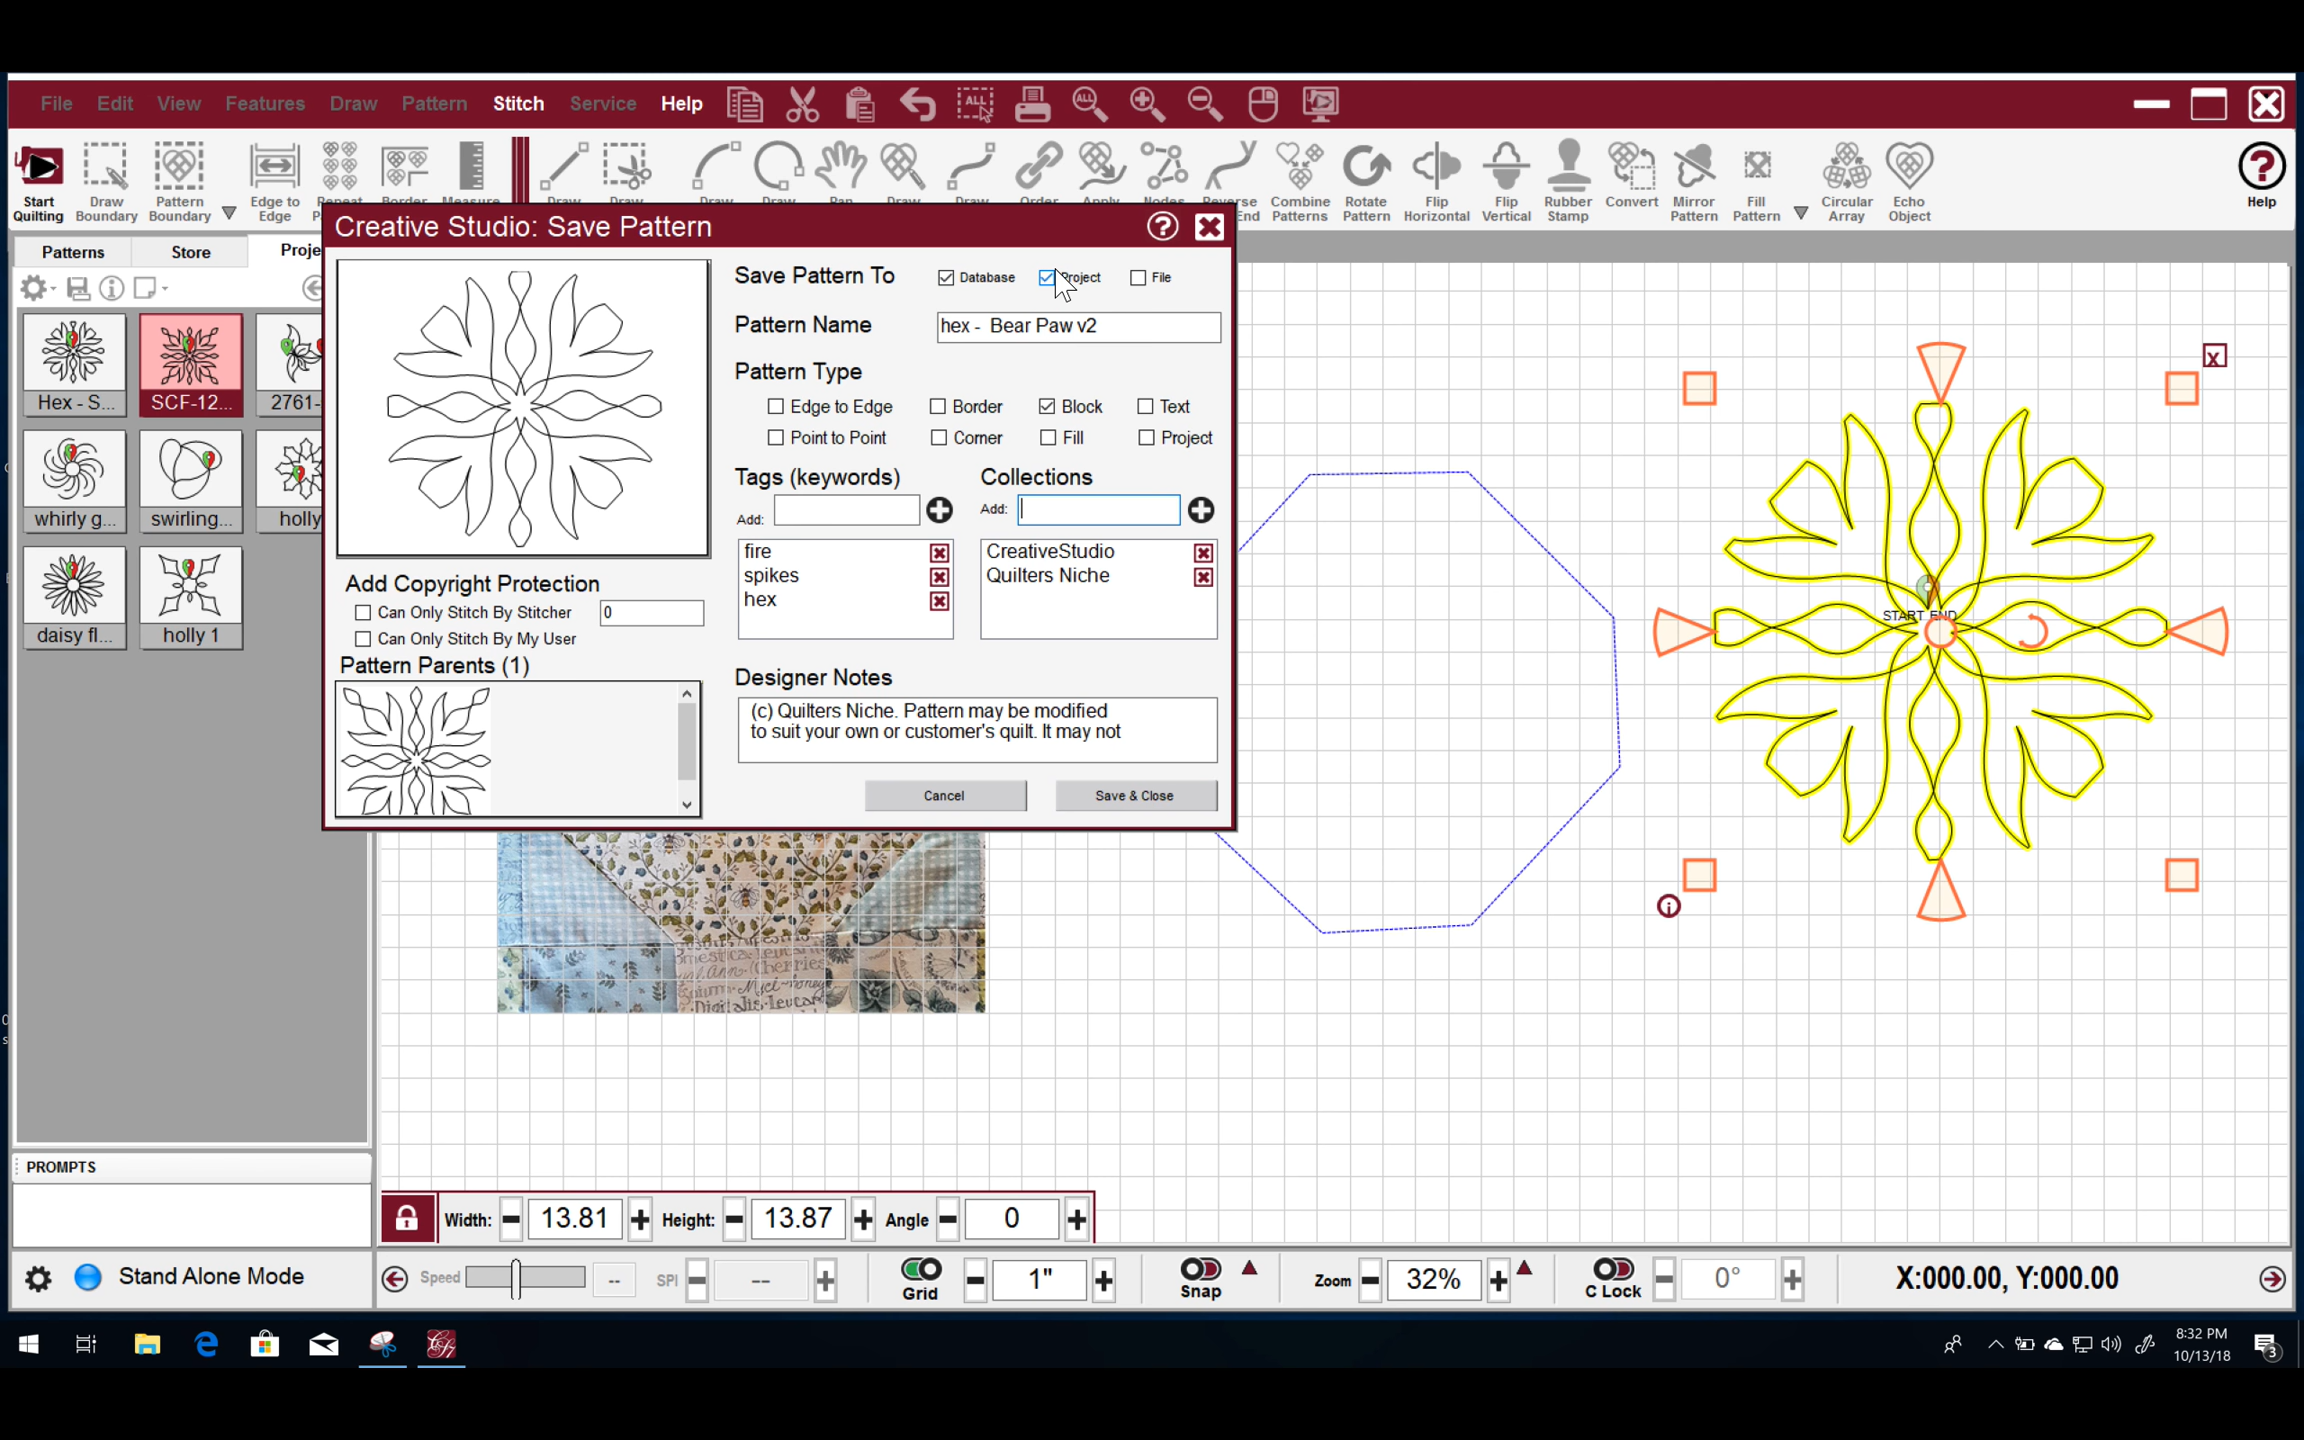 File Edit View Features Draw Pattern Stitch Service Help
ALL ALL
Start Quilting
Draw Boundary
Pattern Boundary
Edge to Edge
Combine Patterns
Rotate Pattern
Flip Horizontal
Flip Vertical
Rubber Stamp
Convert
Mirror Pattern
Fill Pattern
Circular Array
Echo Object
Help
Patterns Store
Creative Studio: Save Pattern
Hex - S... SCF-12... 2761-
whirly g... swirling... holly
daisy fl... holly 1
Save Pattern To Database Project File
Pattern Name hex -  Bear Paw v2
Pattern Type
Edge to Edge Border Block Text
Point to Point Corner Fill Project
Tags (keywords) Collections
Add: Add:
fire CreativeStudio
spikes Quilters Niche
hex
Add Copyright Protection
Can Only Stitch By Stitcher 0
Can Only Stitch By My User
Pattern Parents (1)
Designer Notes
(c) Quilters Niche. Pattern may be modified
to suit your own or customer's quilt. It may not
Cancel Save & Close
START END
X
i
PROMPTS
Width: 13.81 Height: 13.87 Angle 0
Stand Alone Mode Speed -- SPI -- Grid 1" Snap Zoom 32% C Lock 0° X:000.00, Y:000.00
8:32 PM
10/13/18
3